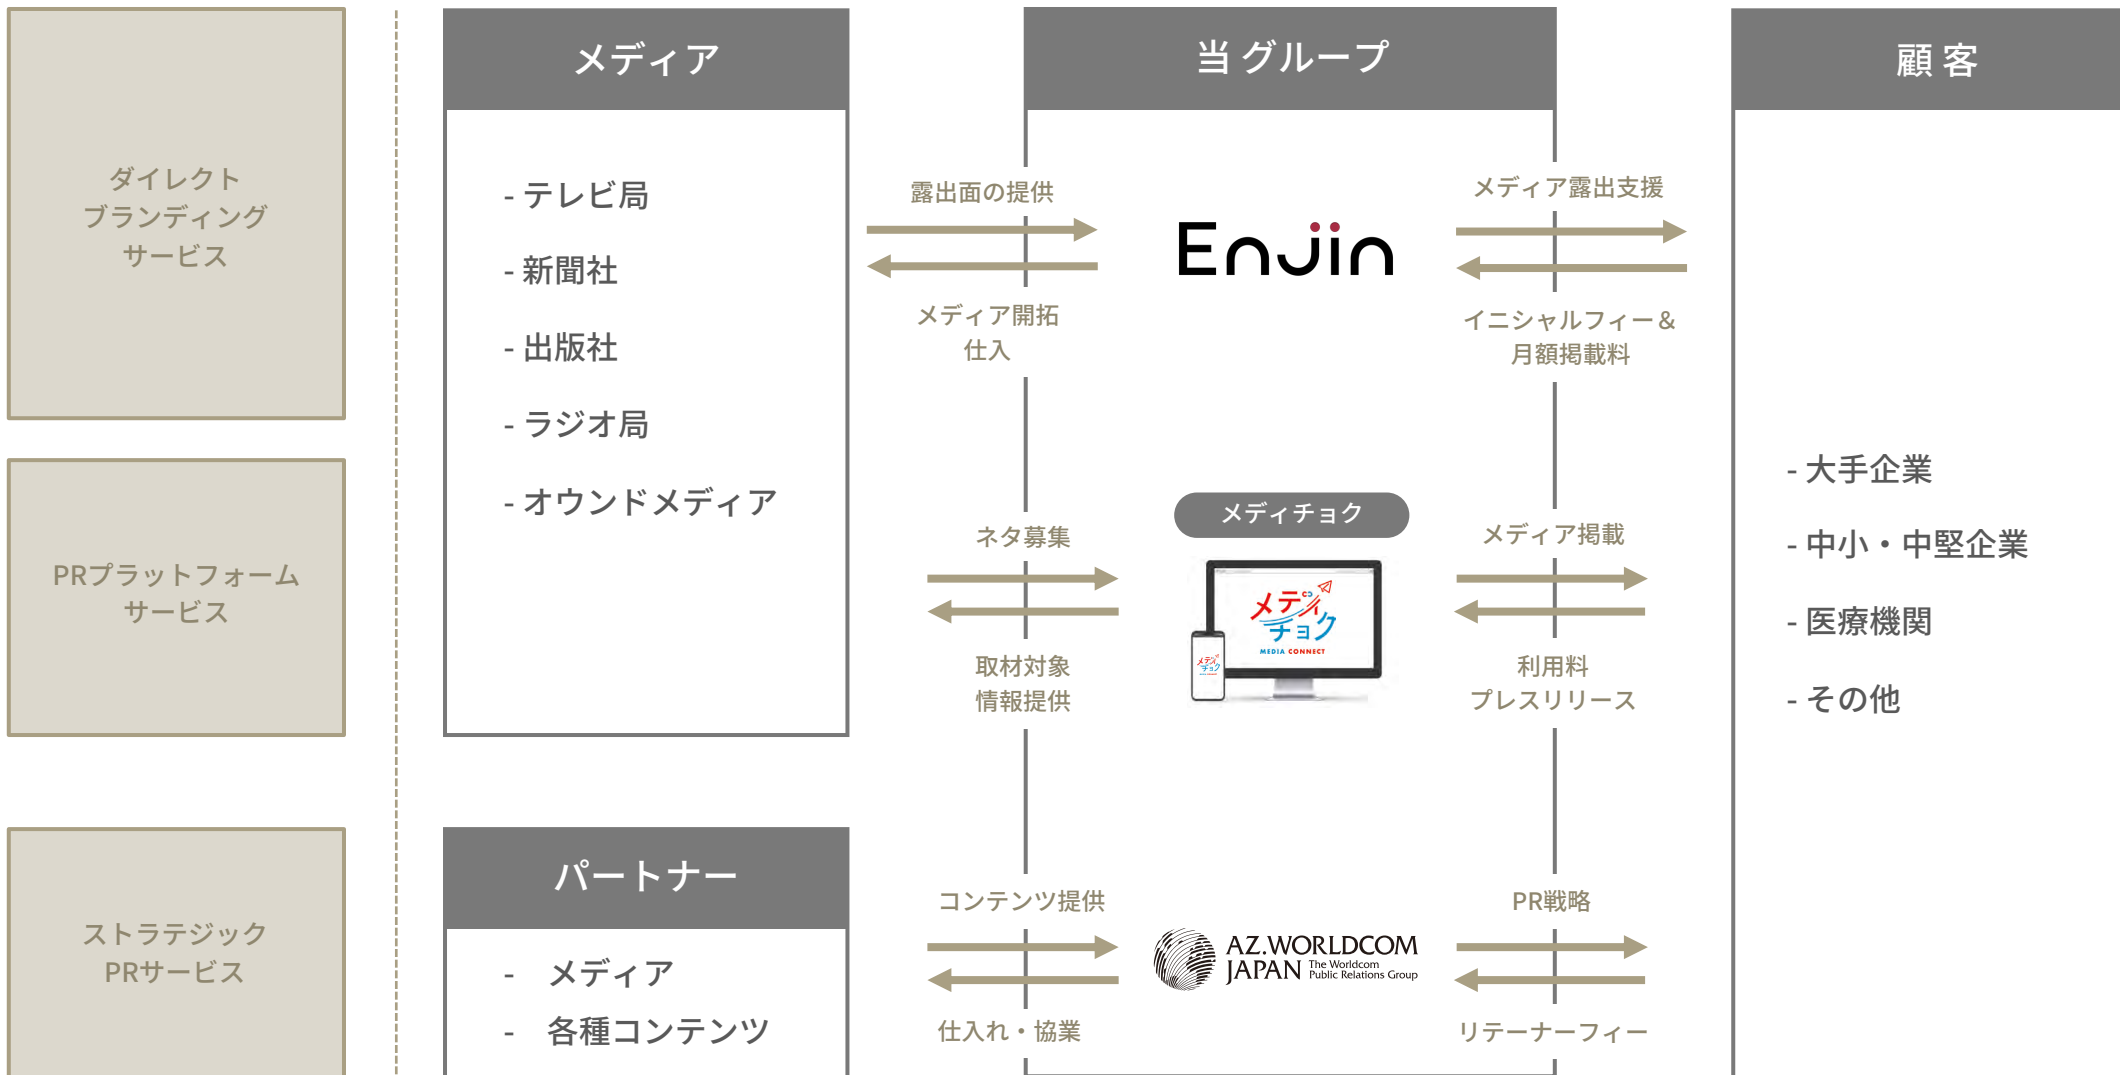 ダイレクト
ブランディング
サービス
PRプラットフォーム
サービス
ストラテジック
PRサービス
メディア
- テレビ局
- 新聞社
- 出版社
- ラジオ局
- オウンドメディア
パートナー
- メディア
- 各種コンテンツ
露出面の提供
メディア開拓
仕入
ネタ募集
取材対象
情報提供
コンテンツ提供
仕入れ・協業
当 グループ
Enjin
メディチョク
メディ
チョク
MEDIA CONNECT
メディ
チョク
AZ.WORLDCOM
JAPAN The Worldcom
Public Relations Group
メディア露出支援
イニシャルフィー＆
月額掲載料
メディア掲載
利用料
プレスリリース
PR戦略
リテーナーフィー
顧 客
- 大手企業
- 中小・中堅企業
- 医療機関
- その他